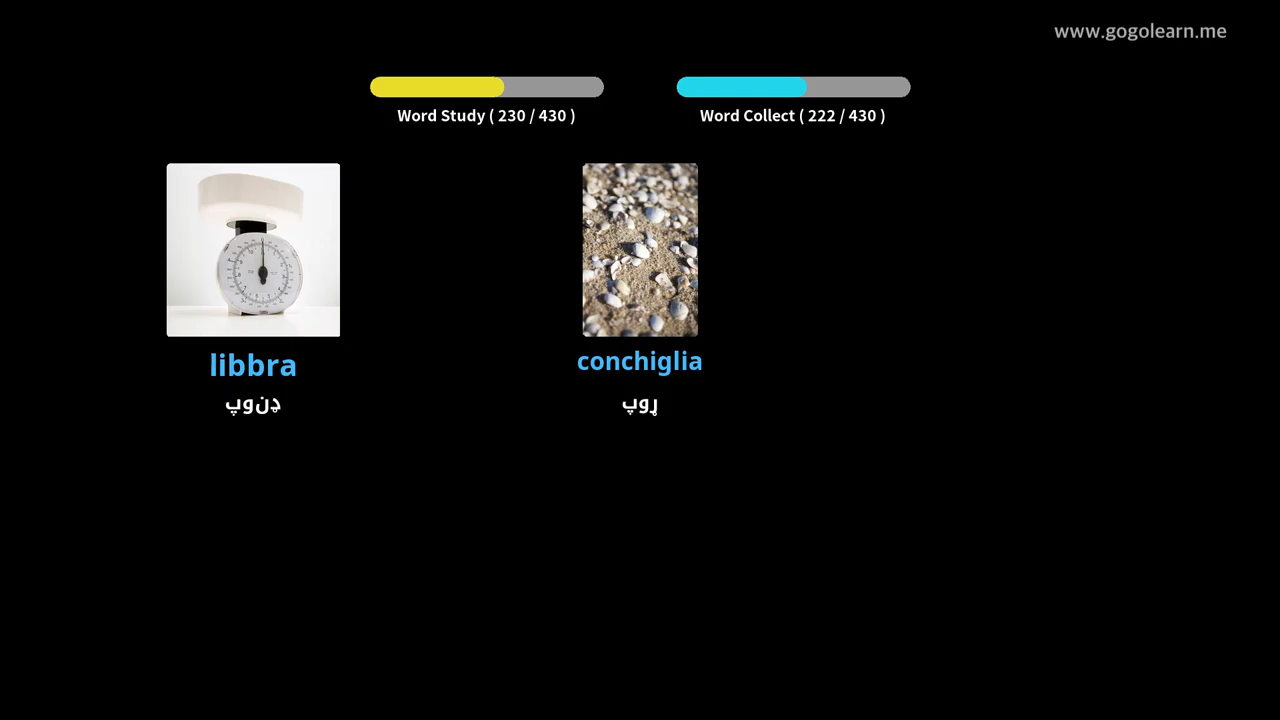 www.gogolearn.me
Word Study ( 230 / 430 )
Word Collect ( 222 / 430 )
libbra
conchiglia
ډنوپ
ړوپ